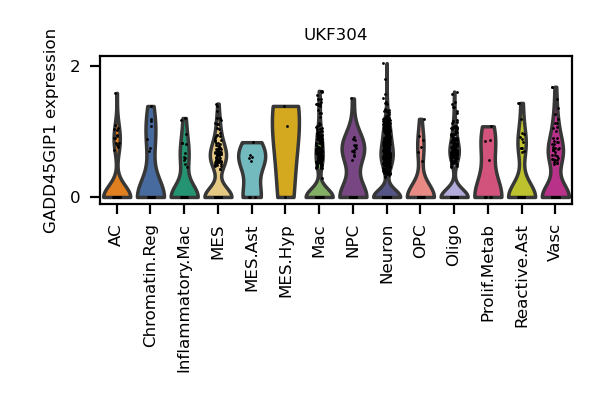 UKF304
GADD45GIP1 expression
2
0
AC
Chromatin.Reg
Inflammatory.Mac
MES
MES.Ast
MES.Hyp
Mac
NPC
Neuron
OPC
Oligo
Prolif.Metab
Reactive.Ast
Vasc